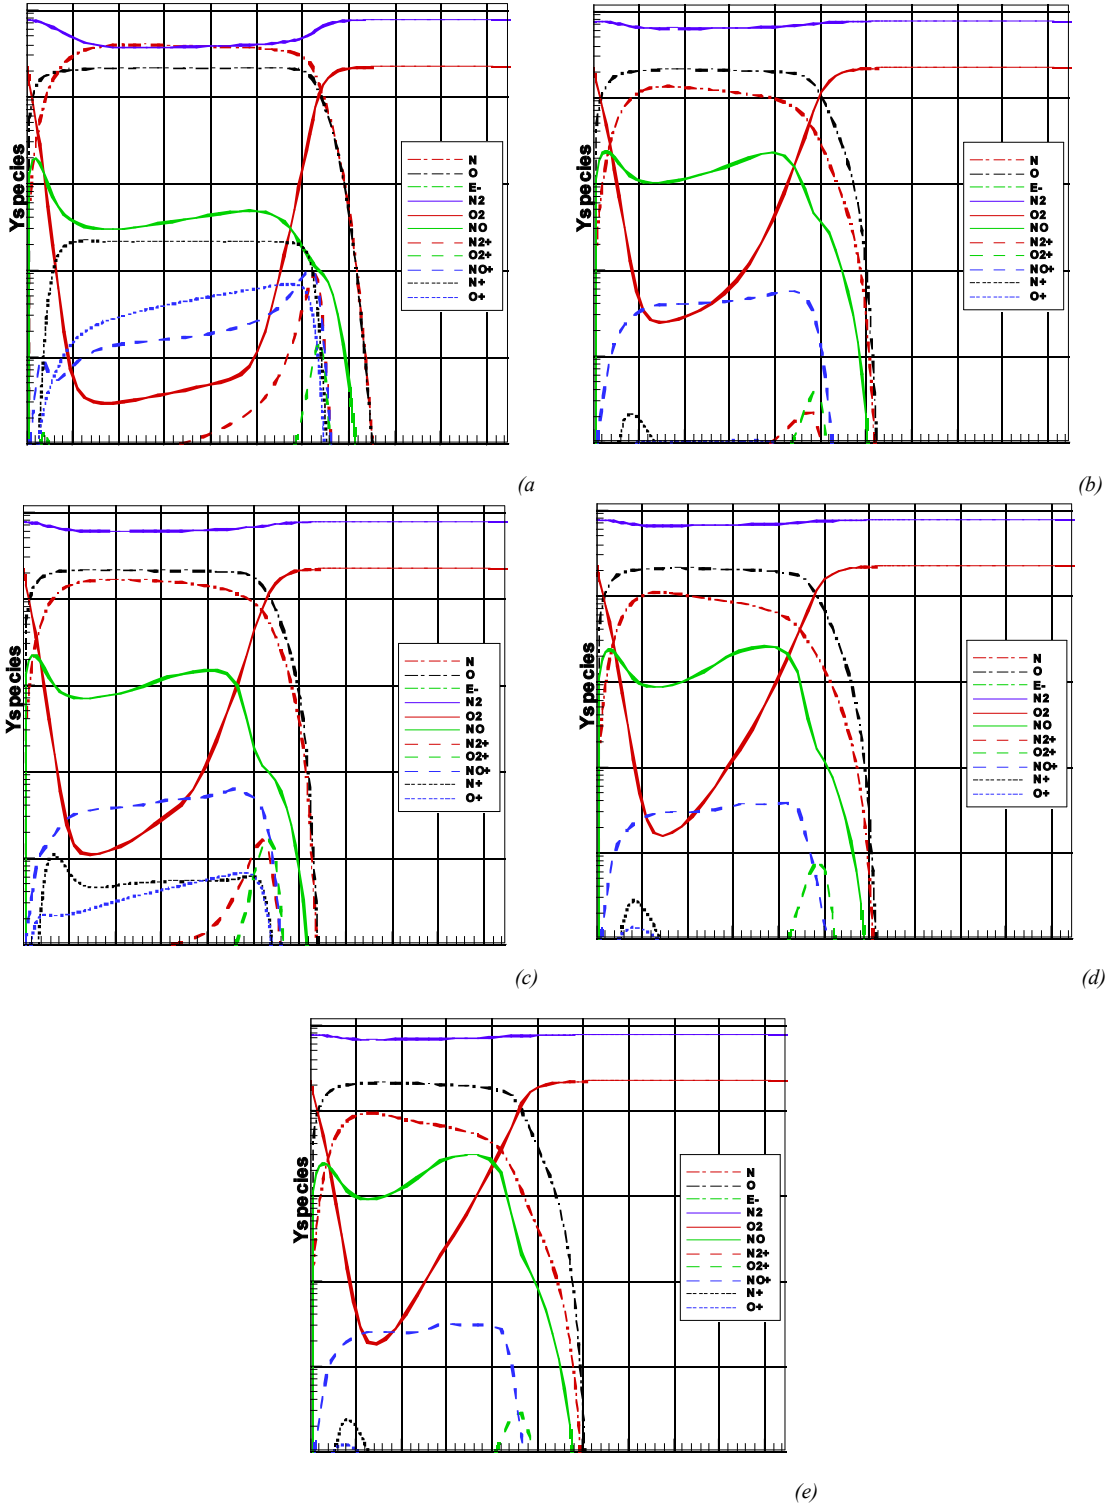 Yspecies
N
O
E-
N2
O2
NO
N2+
O2+
NO+
N+
O+
(a
Yspecies
N
O
E-
N2
O2
NO
N2+
O2+
NO+
N+
O+
(b)
Yspecies
N
O
E-
N2
O2
NO
N2+
O2+
NO+
N+
O+
(c)
Yspecies
N
O
E-
N2
O2
NO
N2+
O2+
NO+
N+
O+
(d)
Yspecies
N
O
E-
N2
O2
NO
N2+
O2+
NO+
N+
O+
(e)